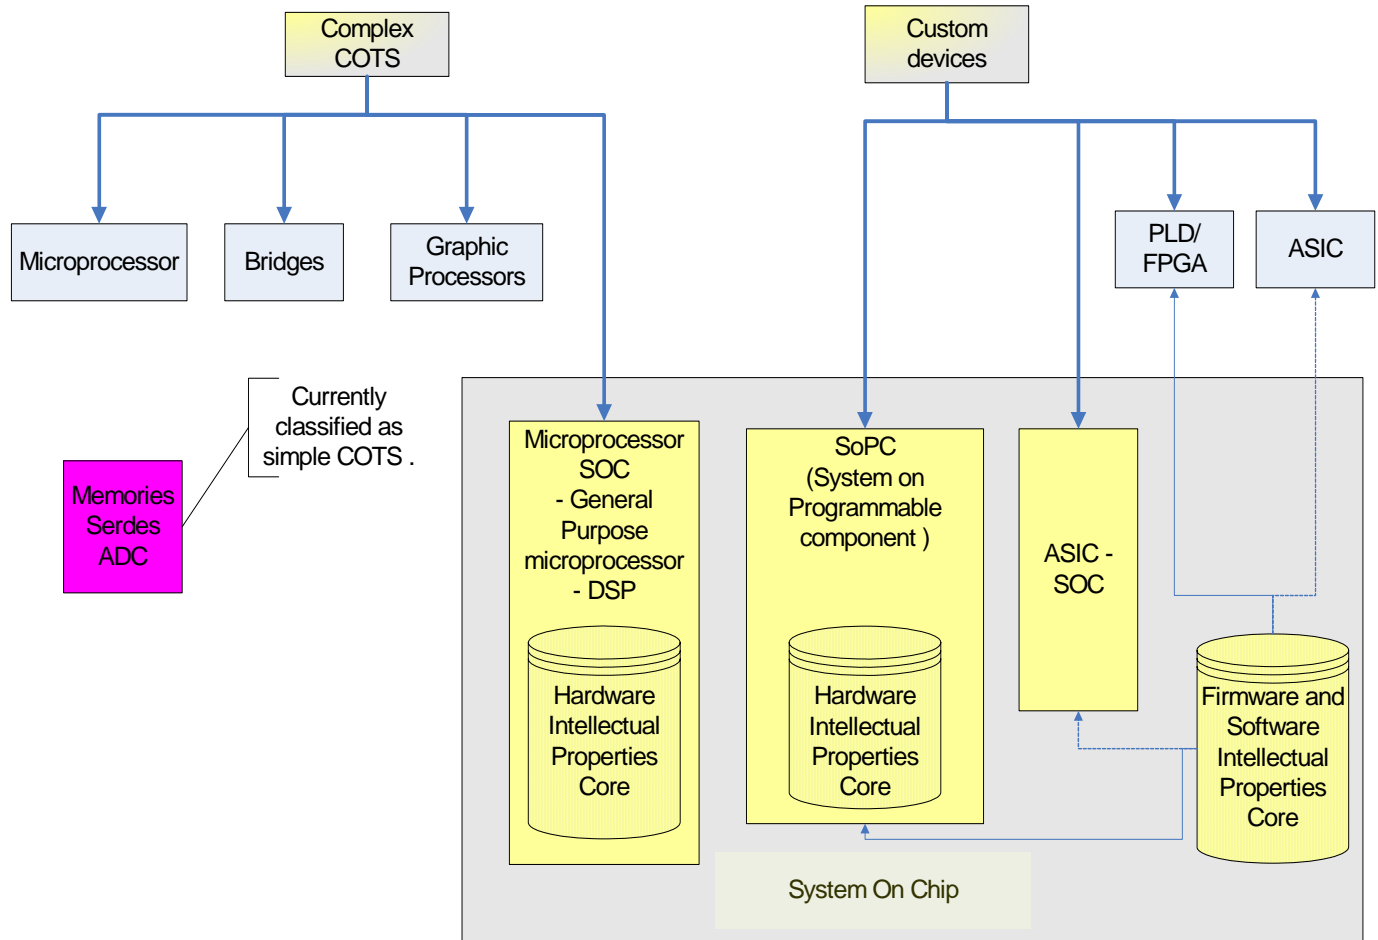 Complex
COTS
Custom
devices
Microprocessor
Bridges
Graphic
Processors
PLD/
FPGA
ASIC
Currently
classified as
simple COTS .
Memories
Serdes
ADC
Microprocessor
SOC
- General
Purpose
microprocessor
- DSP
Hardware
Intellectual
Properties
Core
SoPC
(System on
Programmable
component )
Hardware
Intellectual
Properties
Core
ASIC -
SOC
Firmware and
Software
Intellectual
Properties
Core
System On Chip